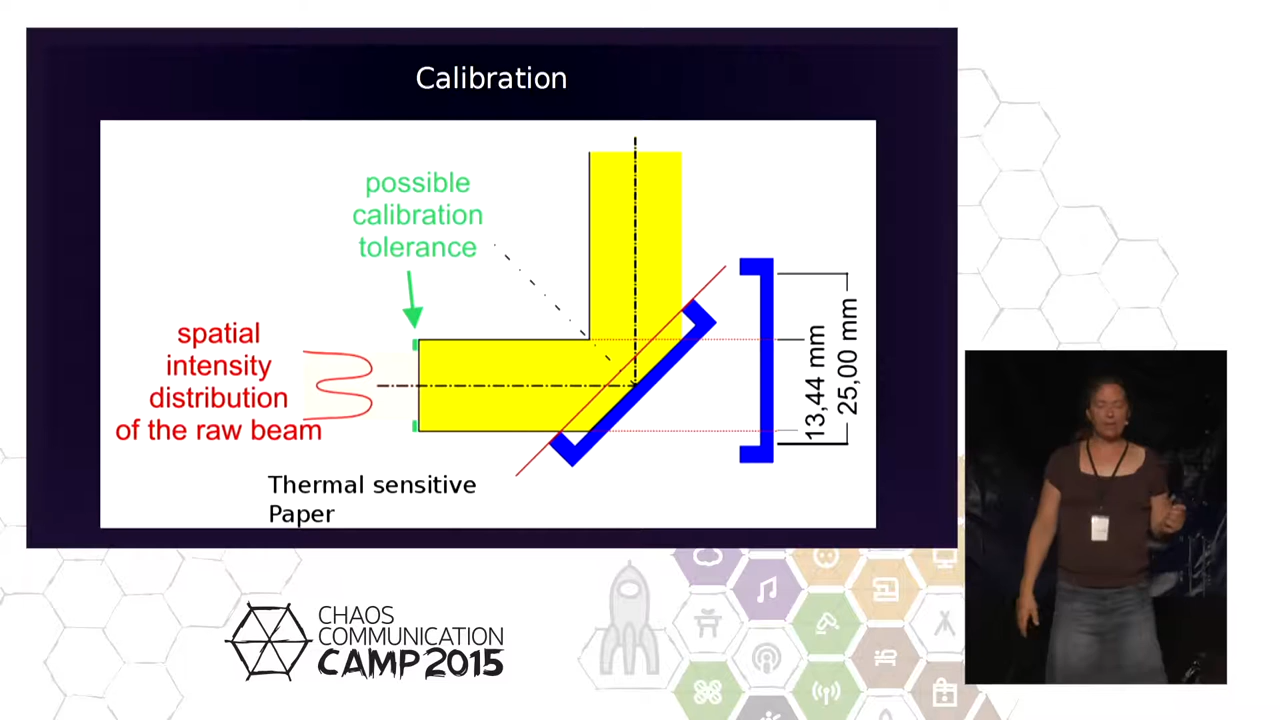 Calibration
possible
calibration
tolerance
spatial
intensity
distribution
of the raw beam
13,44 mm
25,00 mm
Thermal sensitive
Paper
CHAOS
COMMUNICATION
CAMP 2015